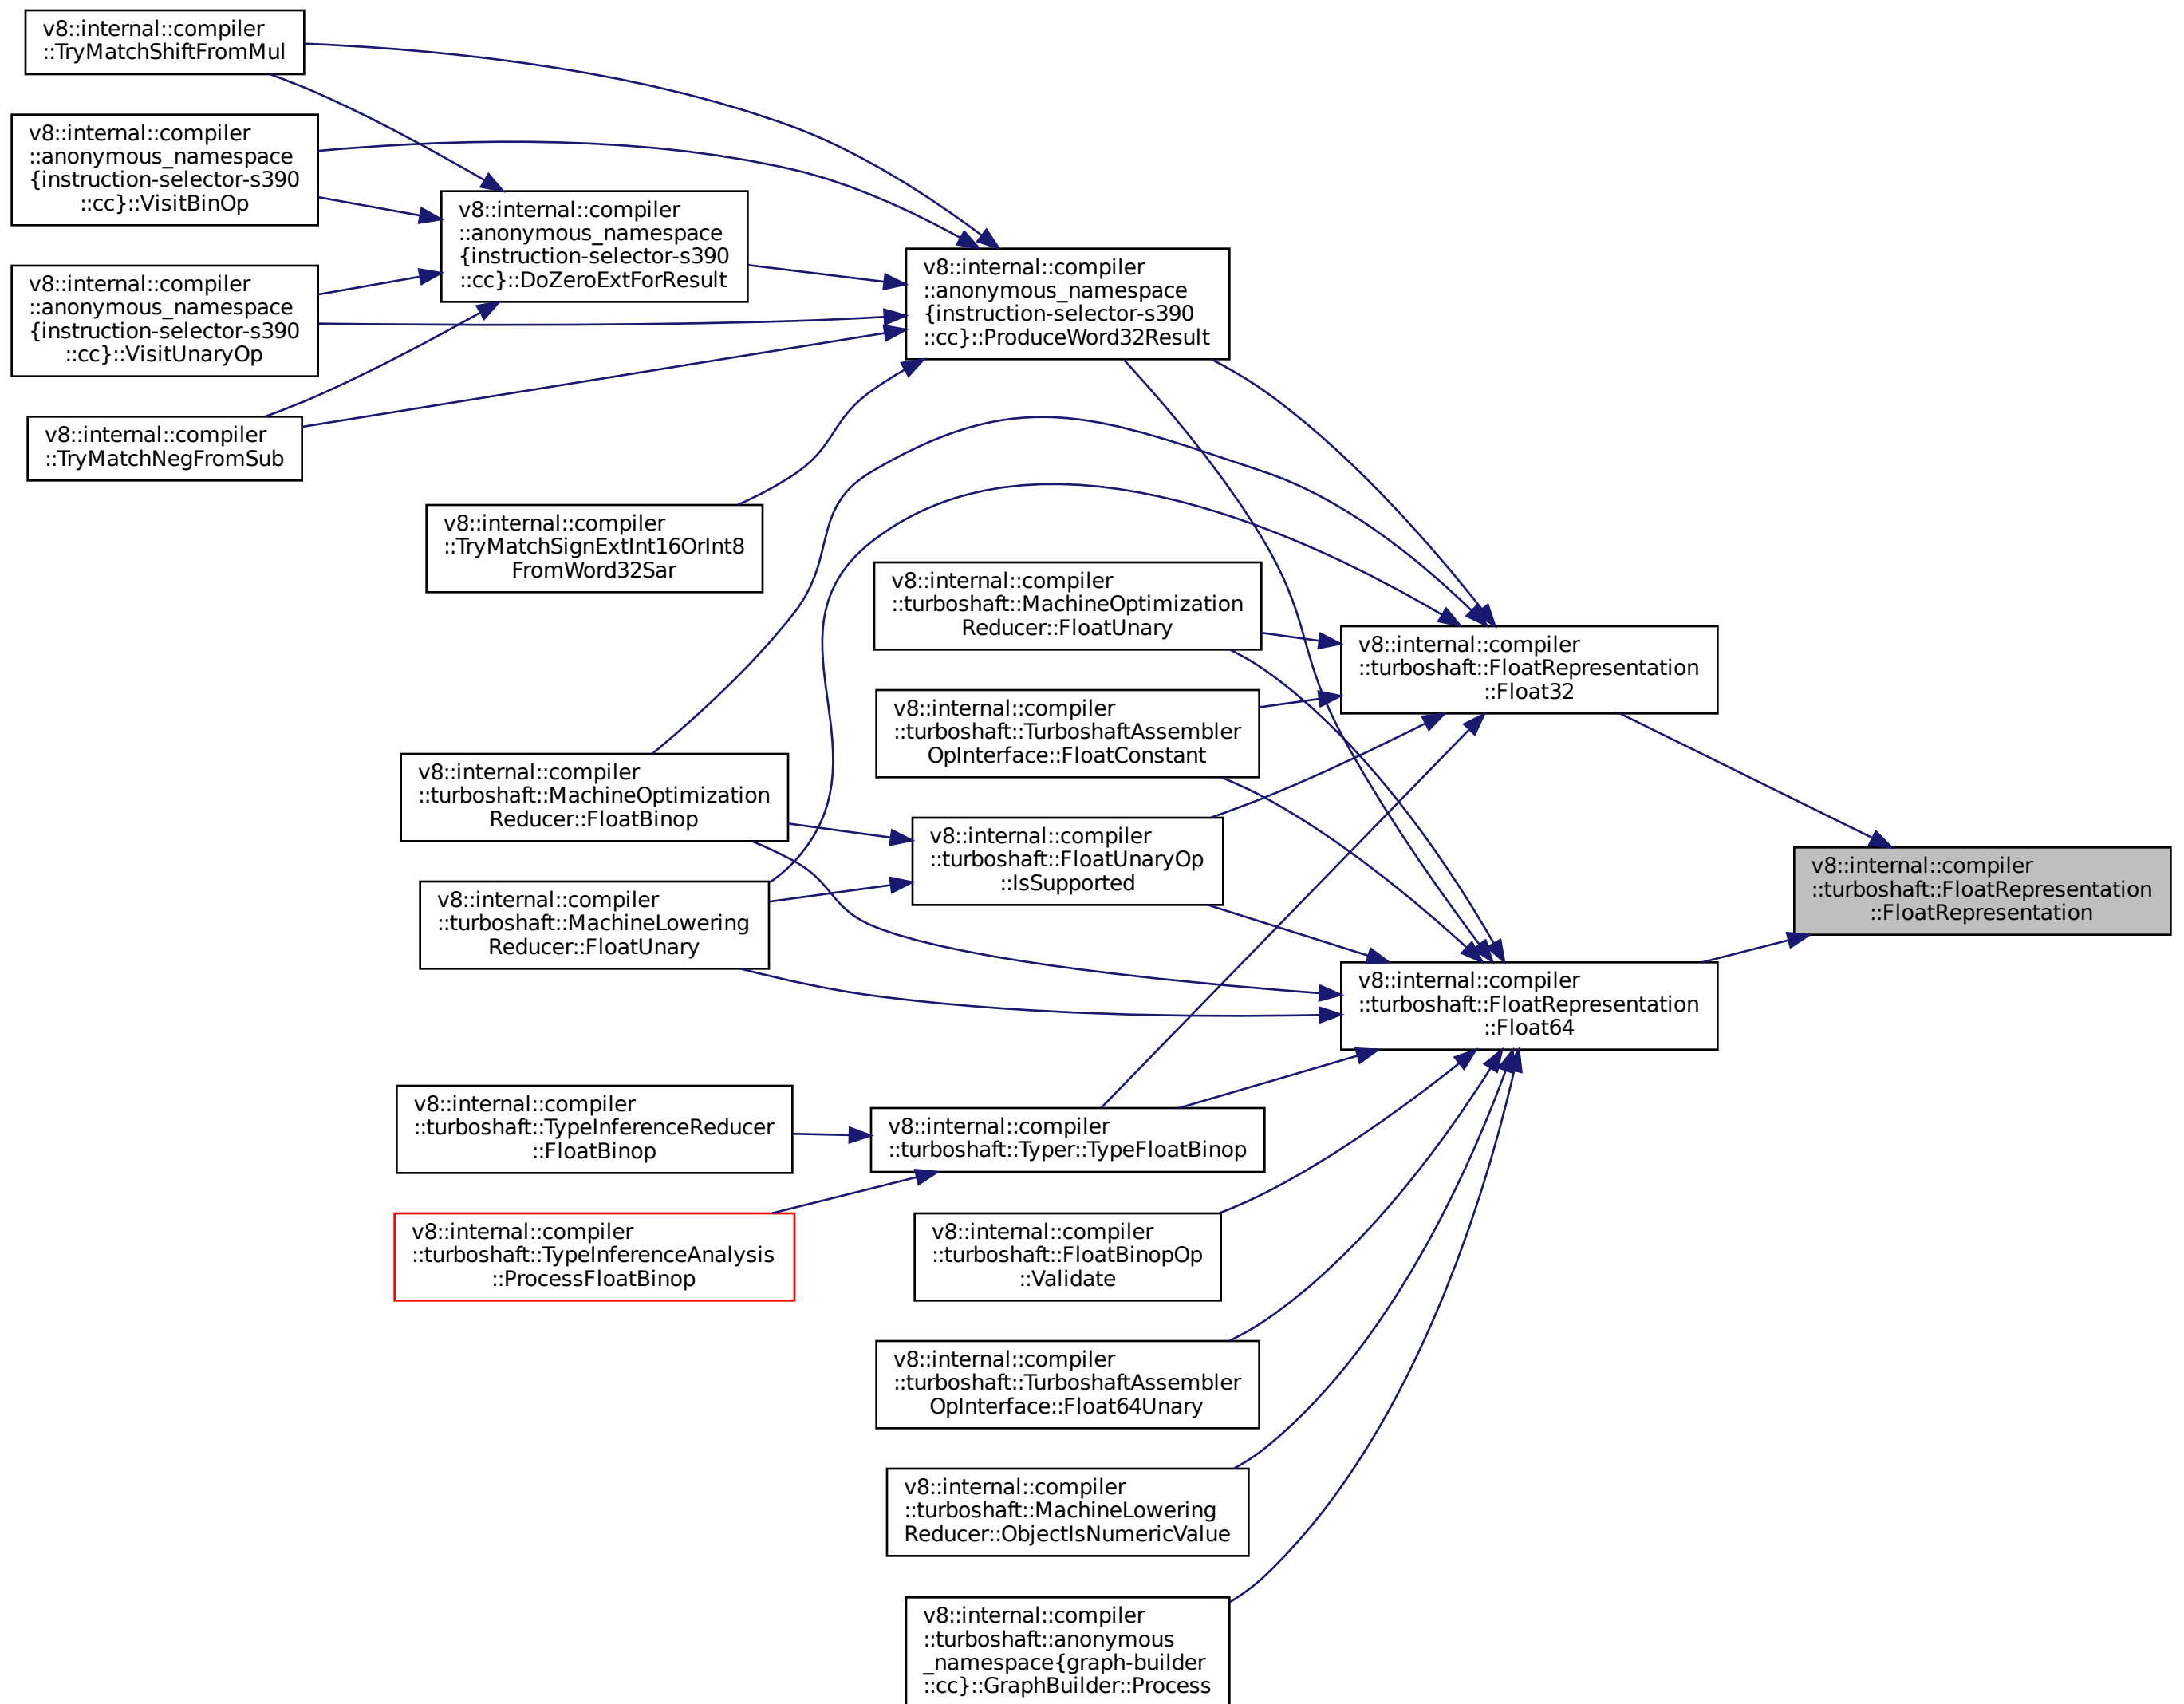 v8::internal::compiler
::TryMatchShiftFromMul
v8::internal::compiler
::anonymous_namespace
{instruction-selector-s390
::cc}::VisitBinOp
v8::internal::compiler
::anonymous_namespace
{instruction-selector-s390
::cc}::VisitUnaryOp
v8::internal::compiler
::TryMatchNegFromSub
v8::internal::compiler
::anonymous_namespace
{instruction-selector-s390
::cc}::DoZeroExtForResult
v8::internal::compiler
::TryMatchSignExtInt16OrInt8
FromWord32Sar
v8::internal::compiler
::turboshaft::MachineOptimization
Reducer::FloatBinop
v8::internal::compiler
::turboshaft::MachineLowering
Reducer::FloatUnary
v8::internal::compiler
::turboshaft::TypeInferenceReducer
::FloatBinop
v8::internal::compiler
::turboshaft::TypeInferenceAnalysis
::ProcessFloatBinop
v8::internal::compiler
::anonymous_namespace
{instruction-selector-s390
::cc}::ProduceWord32Result
v8::internal::compiler
::turboshaft::MachineOptimization
Reducer::FloatUnary
v8::internal::compiler
::turboshaft::TurboshaftAssembler
OpInterface::FloatConstant
v8::internal::compiler
::turboshaft::FloatUnaryOp
::IsSupported
v8::internal::compiler
::turboshaft::Typer::TypeFloatBinop
v8::internal::compiler
::turboshaft::FloatBinopOp
::Validate
v8::internal::compiler
::turboshaft::TurboshaftAssembler
OpInterface::Float64Unary
v8::internal::compiler
::turboshaft::MachineLowering
Reducer::ObjectIsNumericValue
v8::internal::compiler
::turboshaft::anonymous
_namespace{graph-builder
::cc}::GraphBuilder::Process
v8::internal::compiler
::turboshaft::FloatRepresentation
::Float32
v8::internal::compiler
::turboshaft::FloatRepresentation
::Float64
v8::internal::compiler
::turboshaft::FloatRepresentation
::FloatRepresentation